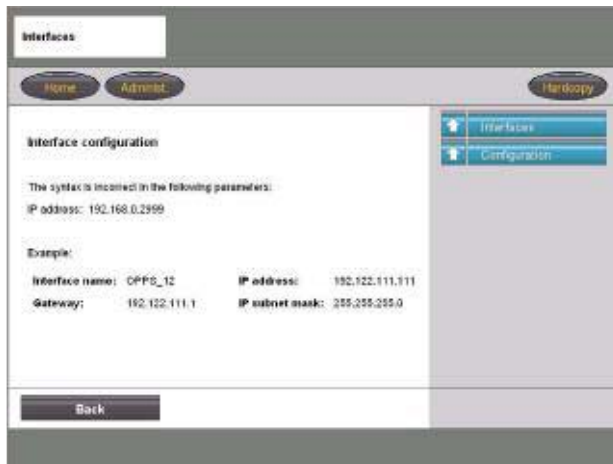 Interfaces
Home Administ. Hardcopy
Interfaces
Configuration
Interface configuration
The syntax is incorrect in the following parameters:
IP address: 192.168.0.2999
Example:
Interface name: OPPS_12 IP address: 192.122.111.111
Gateway: 192.122.111.1 IP subnet mask: 255.255.255.0
Back